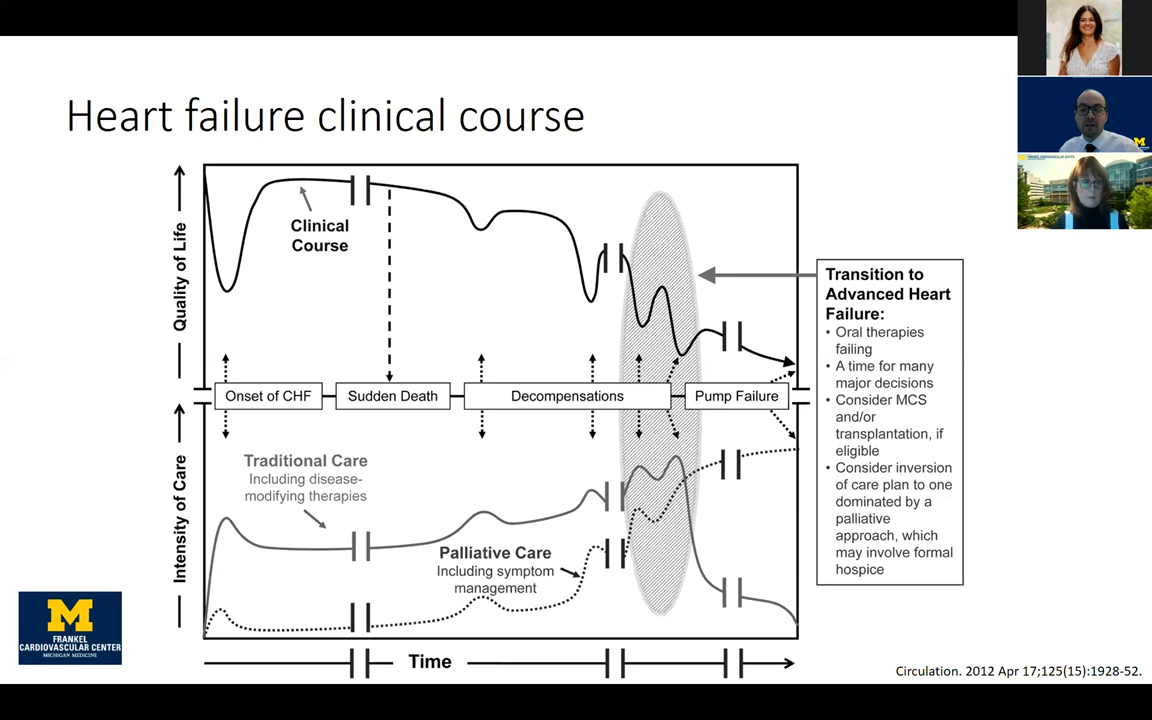 Heart failure clinical course
Quality of Life
Clinical
Course
Onset of CHF
Sudden Death
Decompensations
Pump Failure
Intensity of Care
Traditional Care
Including disease-
modifying therapies
Palliative Care
Including symptom
management
Time
Transition to
Advanced Heart
Failure:
• Oral therapies
failing
• A time for many
major decisions
• Consider MCS
and/or
transplantation, if
eligible
• Consider inversion
of care plan to one
dominated by a
palliative
approach, which
may involve formal
hospice
M
FRANKEL
CARDIOVASCULAR CENTER
MICHIGAN MEDICINE
Circulation. 2012 Apr 17;125(15):1928-52.
M
M
FRANKEL CARDIOVASCULAR CENTER